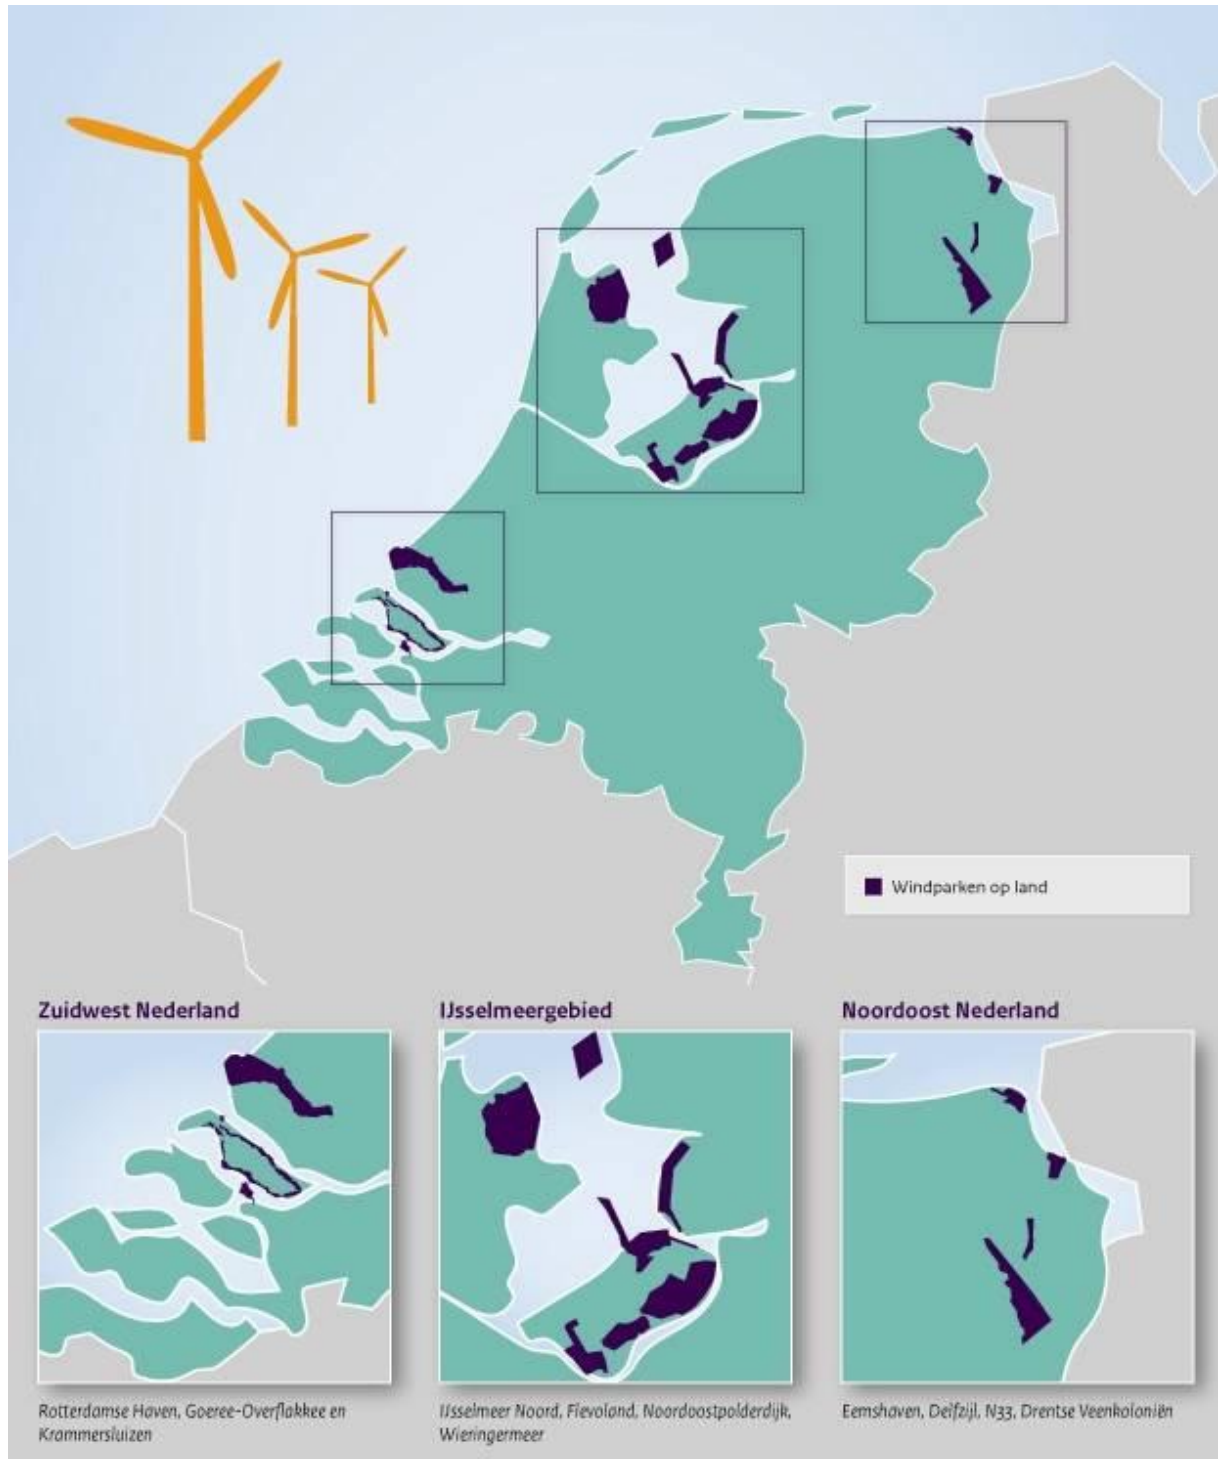 Windparken op land
Zuidwest Nederland
IJsselmeergebied
Noordoost Nederland
Rotterdamse Haven, Goeree-Overflakkee en
Krammersluizen
IJsselmeer Noord, Flevoland, Noordoostpolderdijk,
Wieringermeer
Eemshaven, Delfzijl, N33, Drentse Veenkoloniën